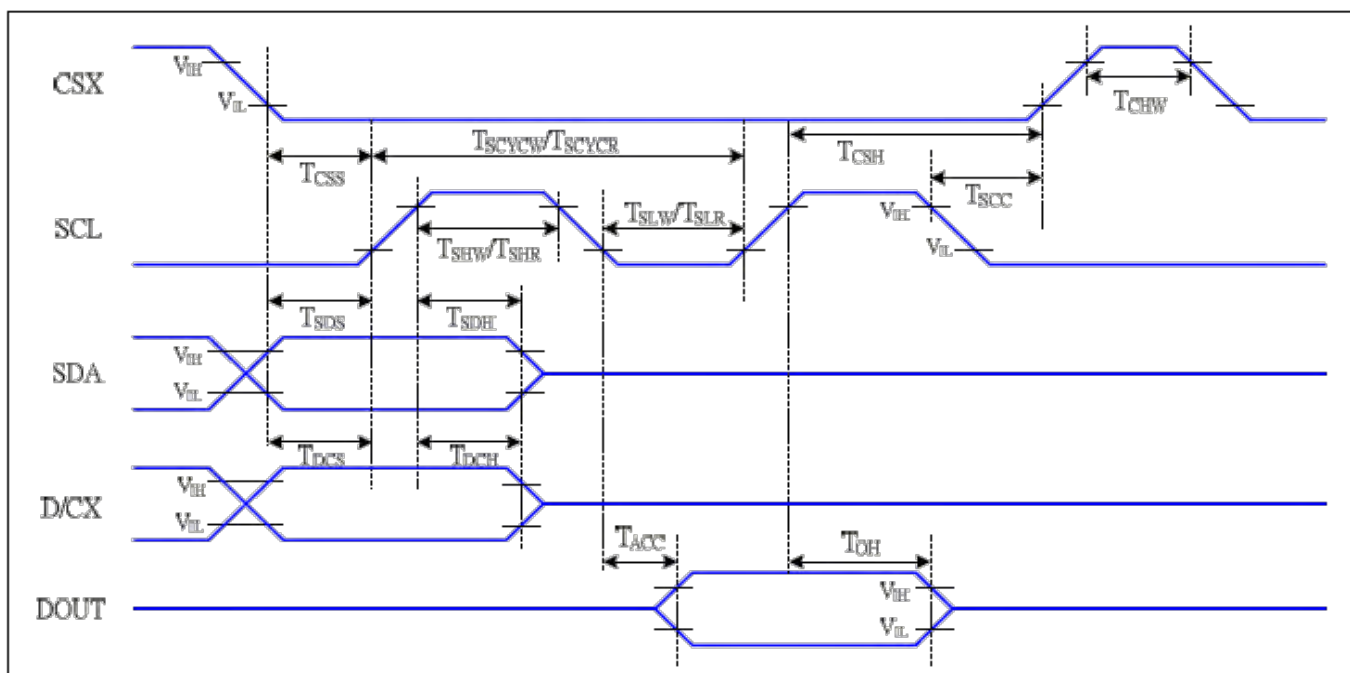 CSX
VIH
VIL
TCHW
TSCYCW/TSCYCR
TCSS
TCSH
TSCC
SCL
TSHW/TSHR
TSLW/TSLR
VIH
VIL
TSDS
TSDH
SDA
VIH
VIL
TDCS
TDCH
D/CX
VIH
VIL
TACC
TOH
DOUT
VIH
VIL